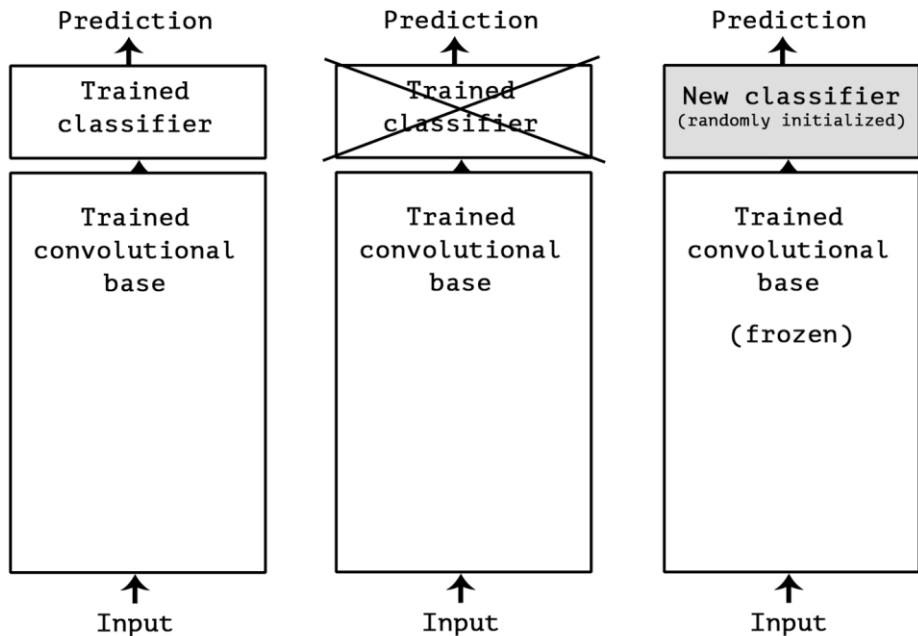 Prediction
Trained
classifier
Trained
convolutional
base
Input
Prediction
Trained
classifier
Trained
convolutional
base
Input
Prediction
New classifier
(randomly initialized)
Trained
convolutional
base
(frozen)
Input